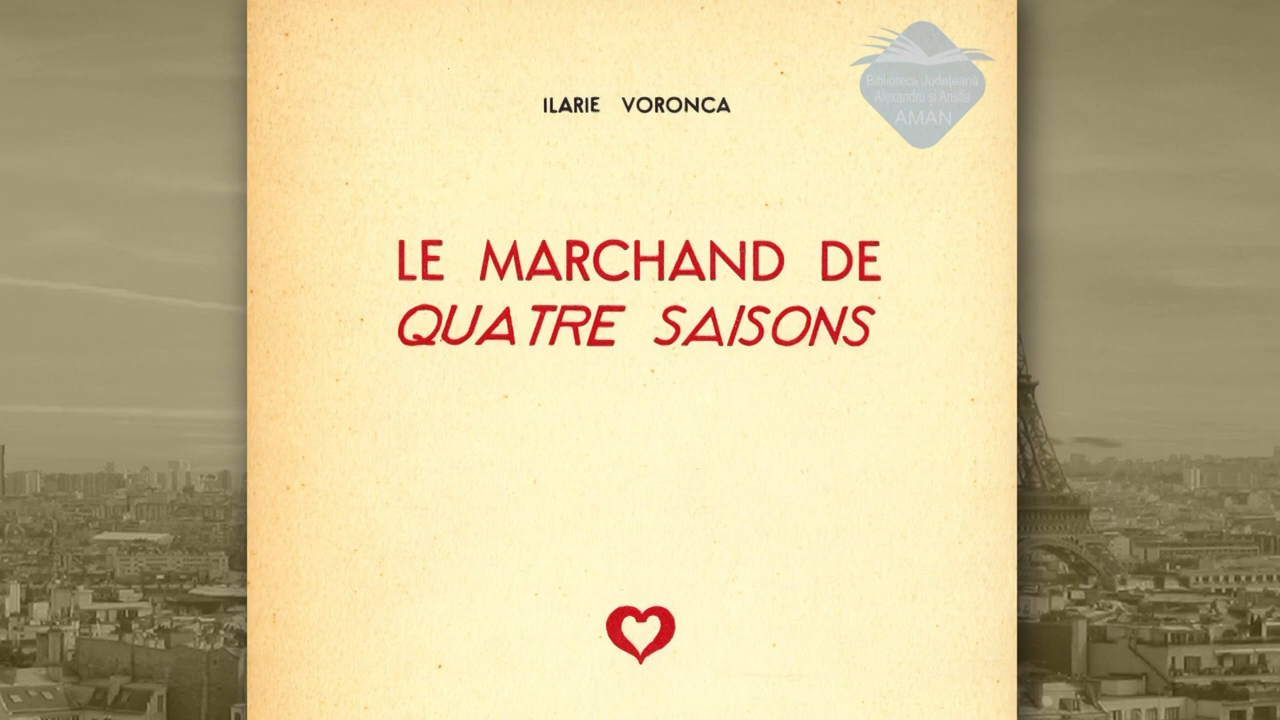 ILARIE VORONCA
Biblioteca Județeană
Alexandru și Aristia
AMAN
LE MARCHAND DE
QUATRE SAISONS